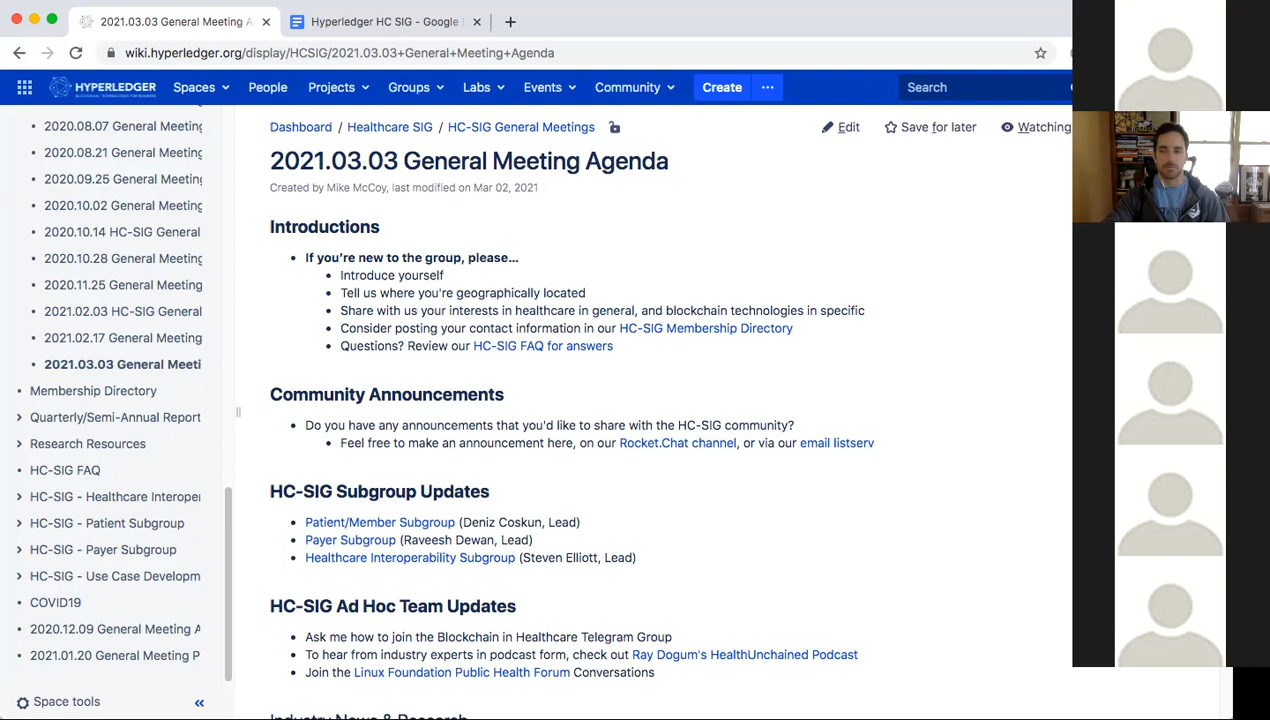 2021.03.03 General Meeting A
Hyperledger HC SIG - Google
wiki.hyperledger.org/display/HCSIG/2021.03.03+General+Meeting+Agenda
HYPERLEDGER
Spaces
People
Projects
Groups
Labs
Events
Community
Create
Search
2020.08.07 General Meeting
2020.08.21 General Meeting
2020.09.25 General Meeting
2020.10.02 General Meeting
2020.10.14 HC-SIG General
2020.10.28 General Meeting
2020.11.25 General Meeting
2021.02.03 HC-SIG General
2021.02.17 General Meeting
2021.03.03 General Meeti
Membership Directory
Quarterly/Semi-Annual Report
Research Resources
HC-SIG FAQ
HC-SIG - Healthcare Interoper
HC-SIG - Patient Subgroup
HC-SIG - Payer Subgroup
HC-SIG - Use Case Developm
COVID19
2020.12.09 General Meeting A
2021.01.20 General Meeting P
Space tools
Dashboard / Healthcare SIG / HC-SIG General Meetings
Edit
Save for later
Watching
2021.03.03 General Meeting Agenda
Created by Mike McCoy, last modified on Mar 02, 2021
Introductions
If you're new to the group, please...
Introduce yourself
Tell us where you're geographically located
Share with us your interests in healthcare in general, and blockchain technologies in specific
Consider posting your contact information in our HC-SIG Membership Directory
Questions? Review our HC-SIG FAQ for answers
Community Announcements
Do you have any announcements that you'd like to share with the HC-SIG community?
Feel free to make an announcement here, on our Rocket.Chat channel, or via our email listserv
HC-SIG Subgroup Updates
Patient/Member Subgroup (Deniz Coskun, Lead)
Payer Subgroup (Raveesh Dewan, Lead)
Healthcare Interoperability Subgroup (Steven Elliott, Lead)
HC-SIG Ad Hoc Team Updates
Ask me how to join the Blockchain in Healthcare Telegram Group
To hear from industry experts in podcast form, check out Ray Dogum's HealthUnchained Podcast
Join the Linux Foundation Public Health Forum Conversations
Industry News & Research